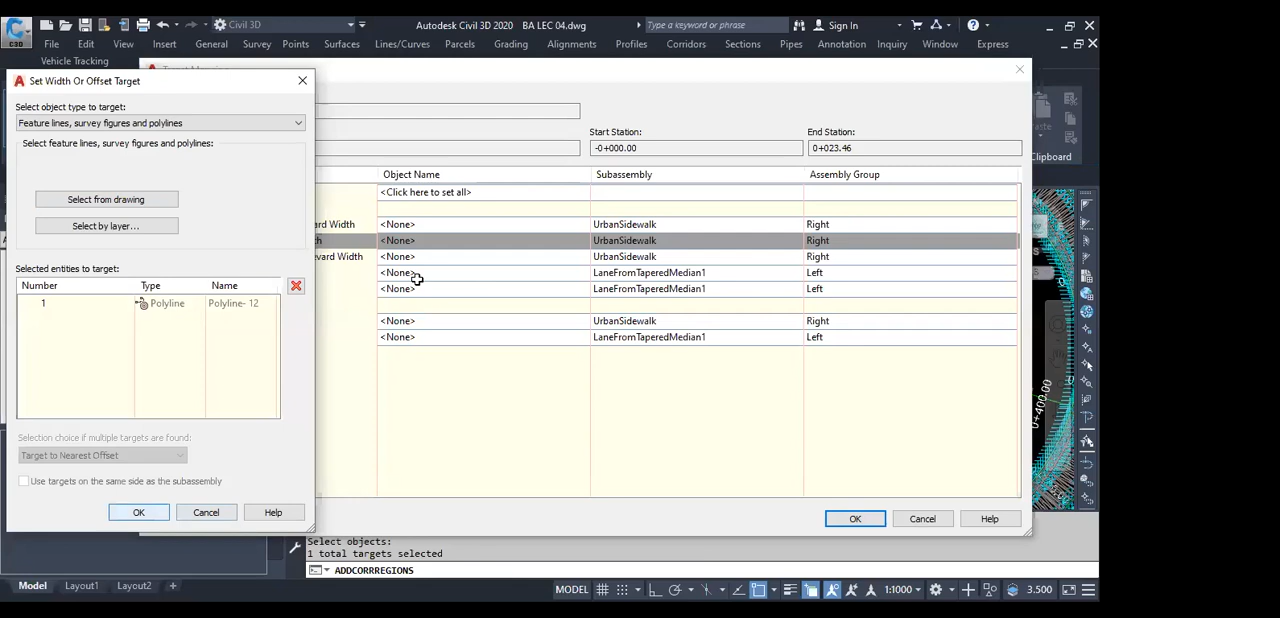 Civil 3D
Autodesk Civil 3D 2020 BA LEC 04.dwg
Type a keyword or phrase
Sign In
C3D
File Edit View Insert General Survey Points Surfaces Lines/Curves Parcels Grading Alignments Profiles Corridors Sections Pipes Annotation Inquiry Window Express
Vehicle Tracking
Set Width Or Offset Target
Select object type to target:
Feature lines, survey figures and polylines
Select feature lines, survey figures and polylines:
Select from drawing
Select by layer...
Selected entities to target:
Number Type Name
1 Polyline Polyline- 12
Selection choice if multiple targets are found:
Target to Nearest Offset
Use targets on the same side as the subassembly
OK Cancel Help
Start Station: End Station:
-0+000.00 0+023.46
Object Name Subassembly Assembly Group
<Click here to set all>
ard Width <None> UrbanSidewalk Right
th <None> UrbanSidewalk Right
evard Width <None> UrbanSidewalk Right
<None> LaneFromTaperedMedian1 Left
<None> LaneFromTaperedMedian1 Left
<None> UrbanSidewalk Right
<None> LaneFromTaperedMedian1 Left
OK Cancel Help
Clipboard
0+400.00
Select objects:
1 total targets selected
ADDCORRREGIONS
Model Layout1 Layout2 +
MODEL 1:1000 3.500